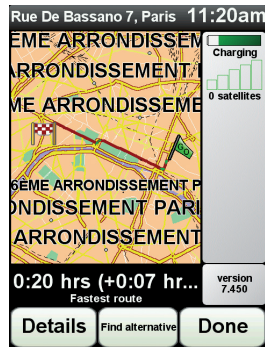 Rue De Bassano 7, Paris 11:20am
EME ARRONDISSEM
ARRONDISSEMENT
ME ARRONDISSEME
6EME ARRONDISSEMENT P
ONDISSEMENT PARI
ARRONDISSEMENT
Charging
0 satellites
0:20 hrs (+0:07 hr...
Fastest route
version
7.450
Details
Find alternative
Done